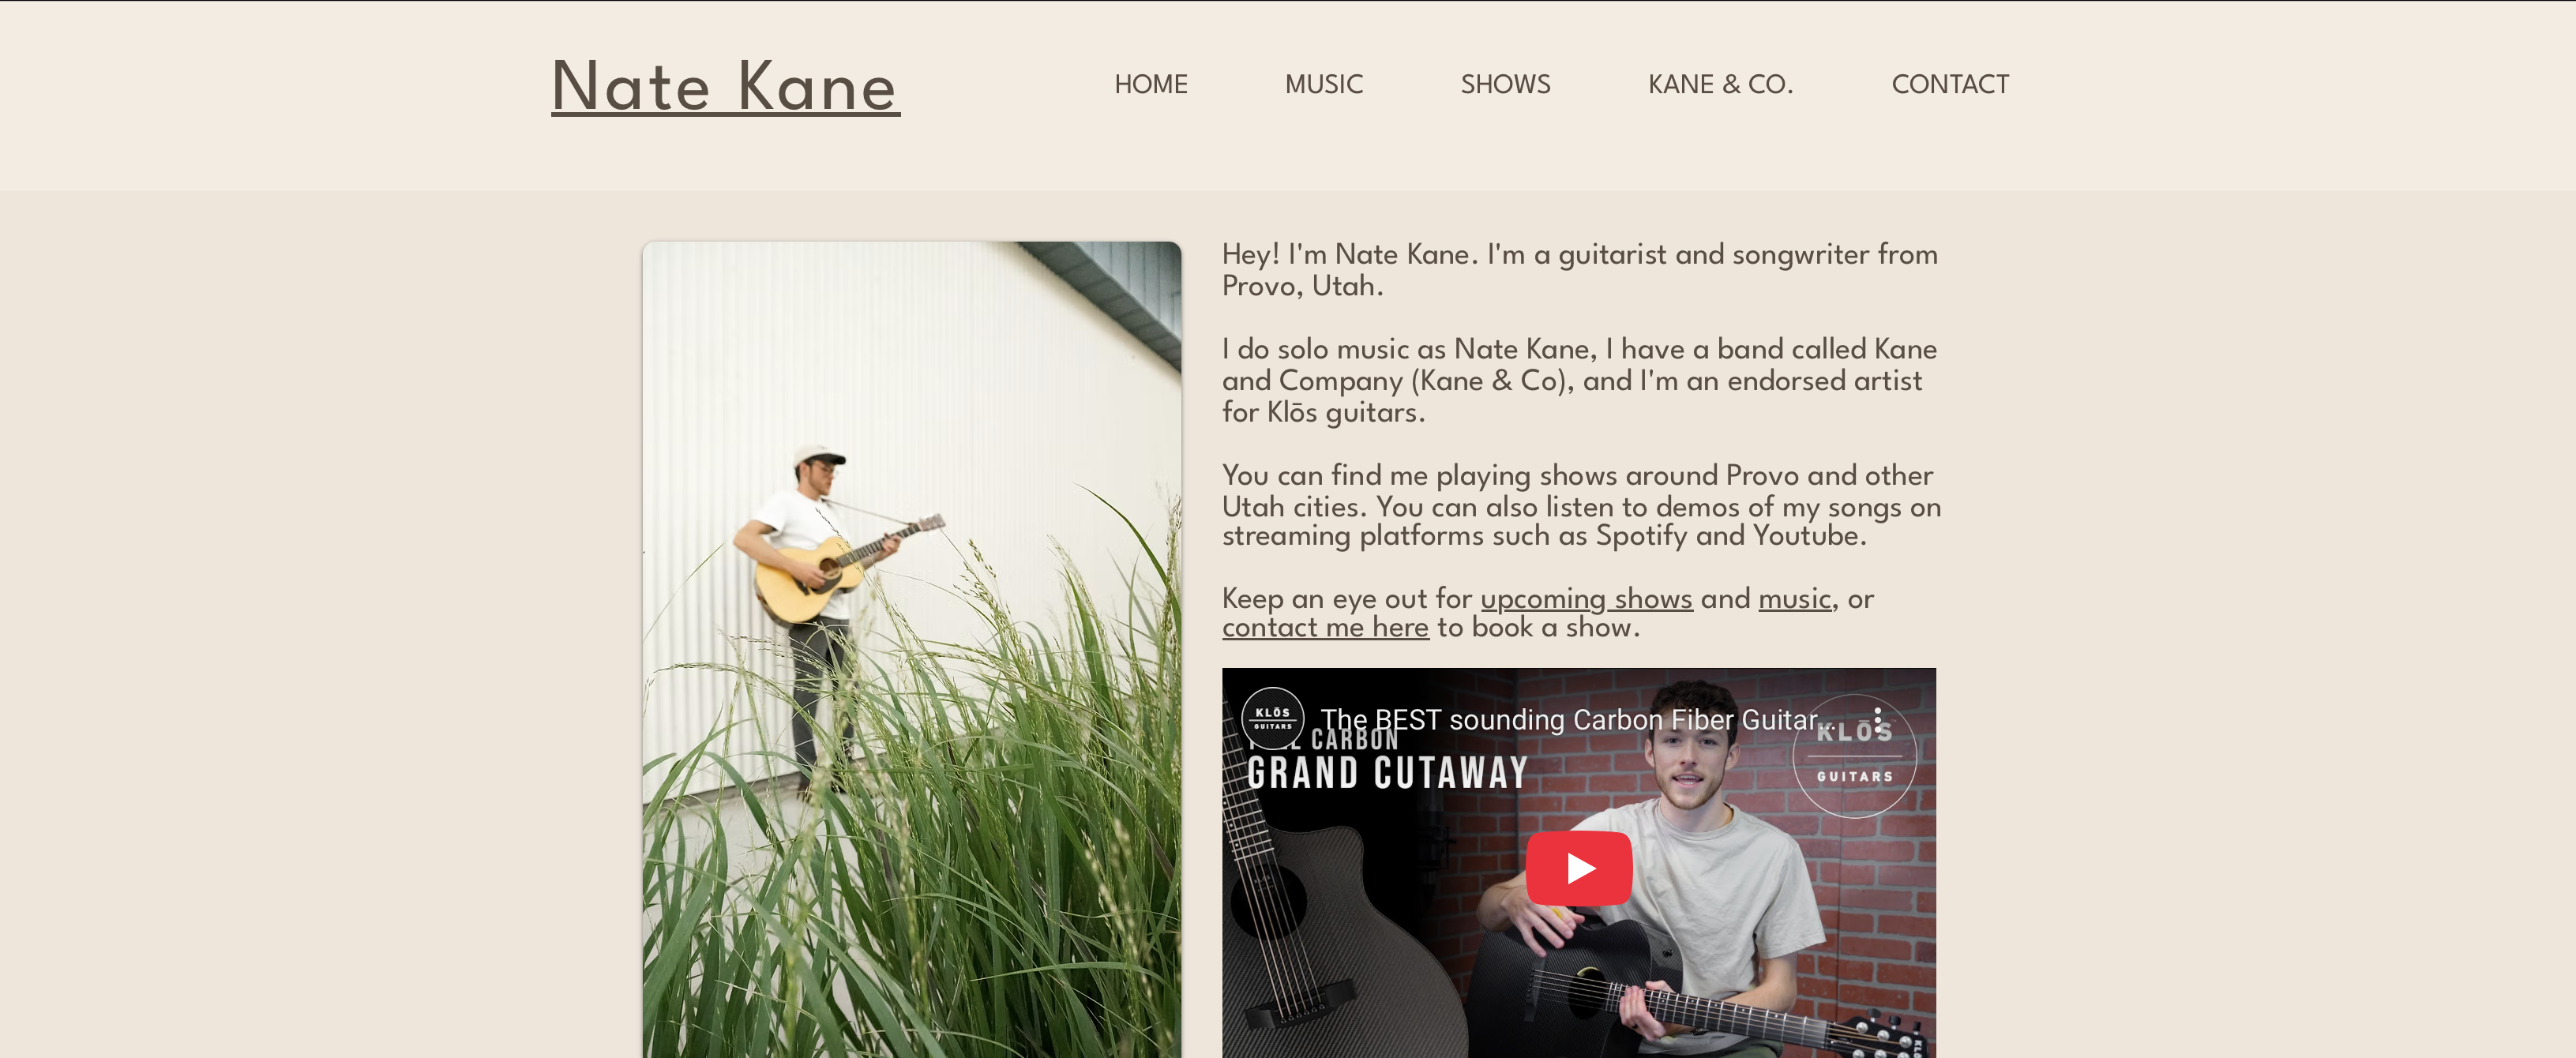 Nate Kane
HOME
MUSIC
SHOWS
KANE & CO.
CONTACT
Hey! I'm Nate Kane. I'm a guitarist and songwriter from
Provo, Utah.
I do solo music as Nate Kane, I have a band called Kane
and Company (Kane & Co), and I'm an endorsed artist
for Klōs guitars.
You can find me playing shows around Provo and other
Utah cities. You can also listen to demos of my songs on
streaming platforms such as Spotify and Youtube.
Keep an eye out for upcoming shows and music, or
contact me here to book a show.
KLŌS
GUITARS
The BEST sounding Carbon Fiber Guitar...
CARBON
GRAND CUTAWAY
KLŌS
GUITARS